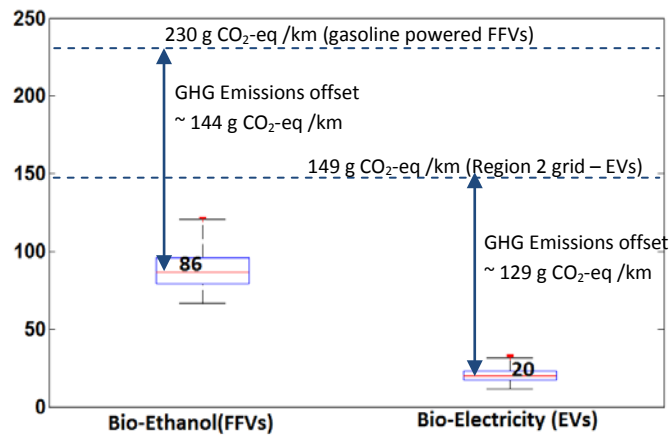 250
230 g CO₂-eq /km (gasoline powered FFVs)
200
GHG Emissions offset
~ 144 g CO₂-eq /km
150
149 g CO₂-eq /km (Region 2 grid – EVs)
100
GHG Emissions offset
~ 129 g CO₂-eq /km
86
50
20
0
Bio-Ethanol(FFVs)
Bio-Electricity (EVs)